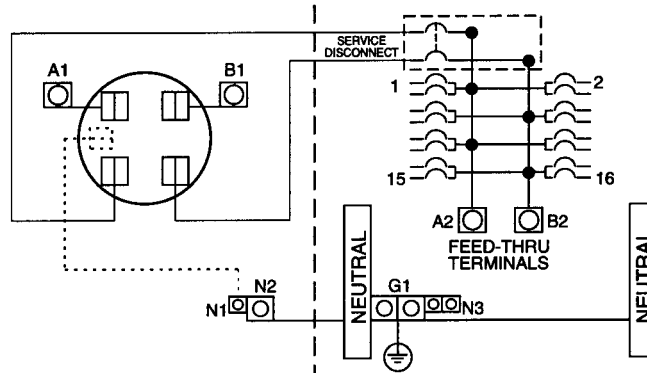 SERVICE
DISCONNECT
A1
B1
1
2
15
16
A2
B2
FEED-THRU
TERMINALS
NEUTRAL
NEUTRAL
N2
G1
N1
N3